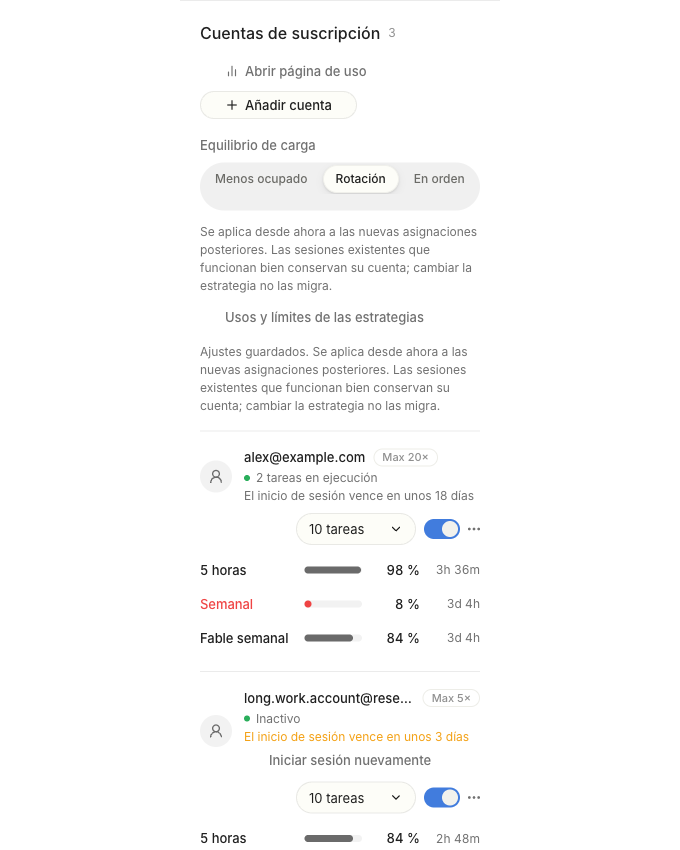 Cuentas de suscripción 3
Abrir página de uso
+ Añadir cuenta
Equilibrio de carga
Menos ocupado Rotación En orden
Se aplica desde ahora a las nuevas asignaciones
posteriores. Las sesiones existentes que
funcionan bien conservan su cuenta; cambiar la
estrategia no las migra.
Usos y límites de las estrategias
Ajustes guardados. Se aplica desde ahora a las
nuevas asignaciones posteriores. Las sesiones
existentes que funcionan bien conservan su
cuenta; cambiar la estrategia no las migra.
alex@example.com Max 20×
2 tareas en ejecución
El inicio de sesión vence en unos 18 días
10 tareas
5 horas 98 % 3h 36m
Semanal 8 % 3d 4h
Fable semanal 84 % 3d 4h
long.work.account@rese... Max 5×
Inactivo
El inicio de sesión vence en unos 3 días
Iniciar sesión nuevamente
10 tareas
5 horas 84 % 2h 48m